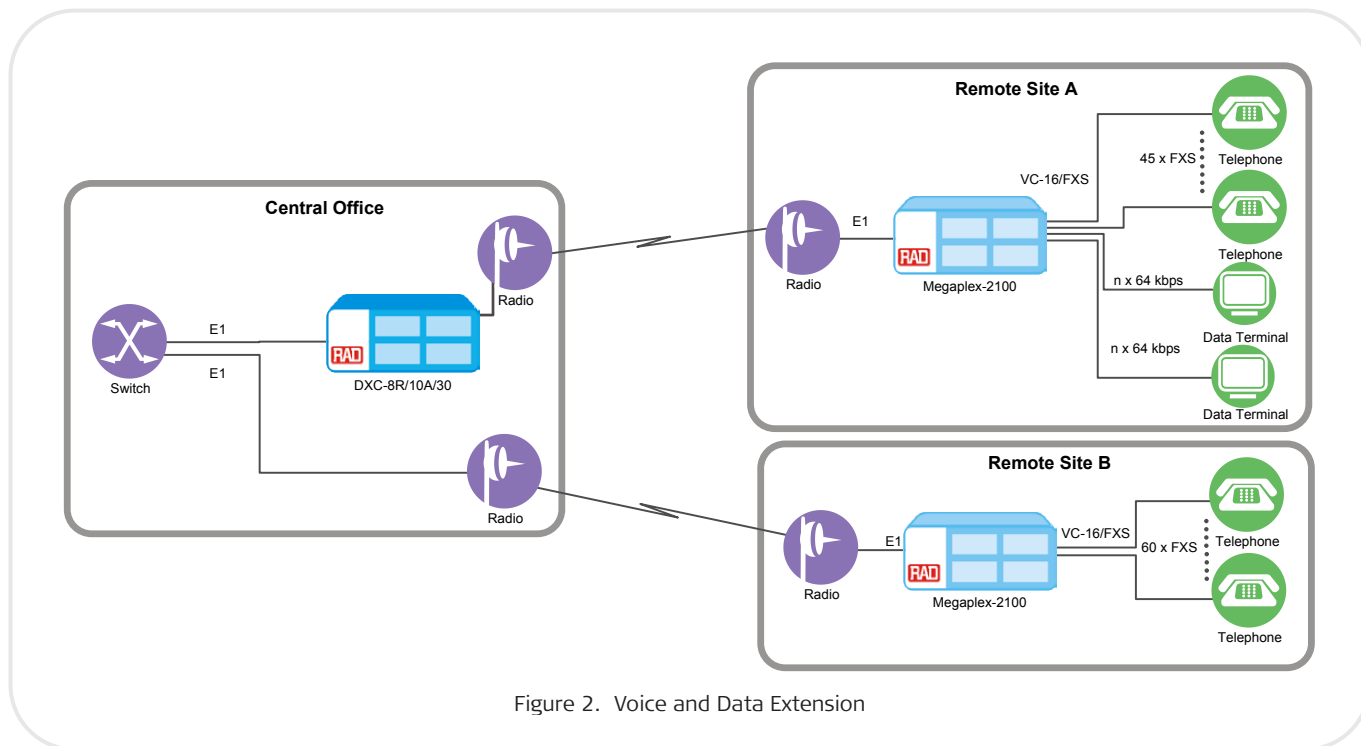 Central Office
Radio
E1
RAD
E1
DXC-8R/10A/30
Switch
Radio
Remote Site A
45 x FXS
Telephone
VC-16/FXS
E1
RAD
Telephone
Radio
Megaplex-2100
n x 64 kbps
Data Terminal
n x 64 kbps
Data Terminal
Remote Site B
VC-16/FXS
E1
60 x FXS
Telephone
RAD
Radio
Megaplex-2100
Telephone
Figure 2. Voice and Data Extension